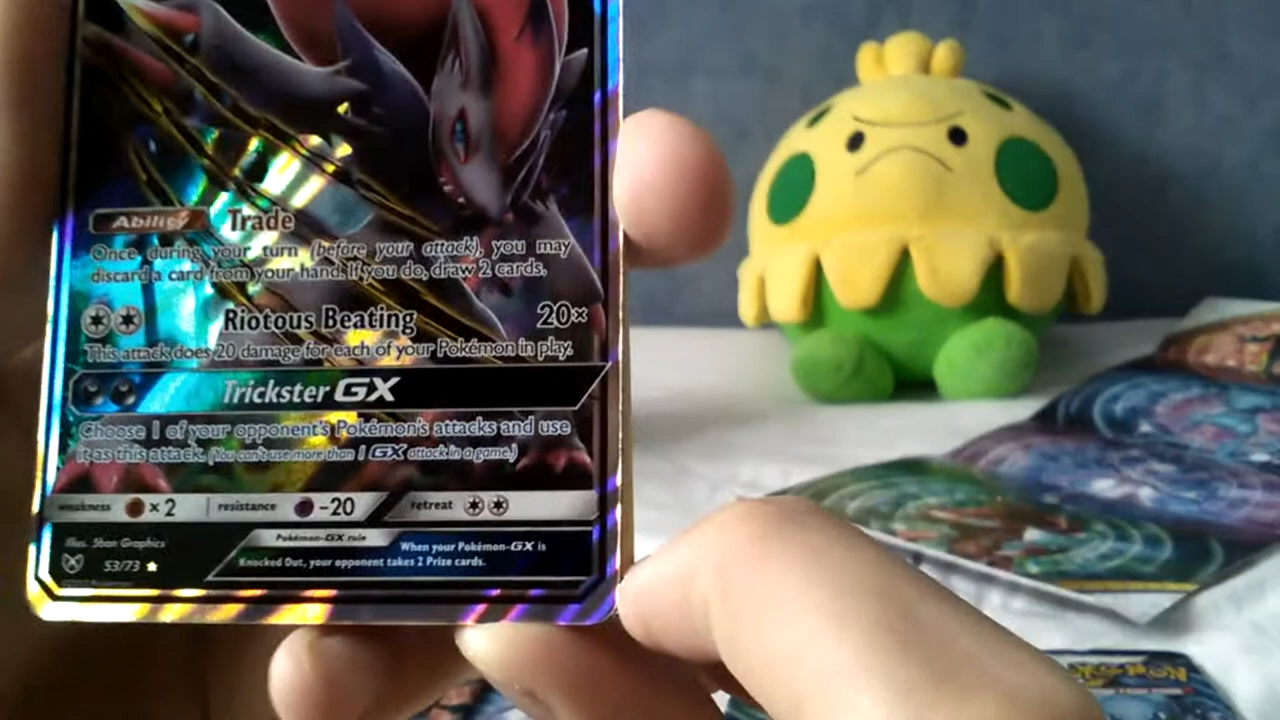 Ability Trade
Once during your turn (before your attack), you may
discard a card from your hand. If you do, draw 2 cards.
Riotous Beating 20×
This attack does 20 damage for each of your Pokémon in play.
Trickster GX
Choose 1 of your opponent's Pokémon's attacks and use
it as this attack. (You can't use more than 1 GX attack in a game.)
weakness ×2 resistance -20 retreat
Illus. 5ban Graphics
Pokémon-GX rule
When your Pokémon-GX is
Knocked Out, your opponent takes 2 Prize cards.
53/73
POKÉMON